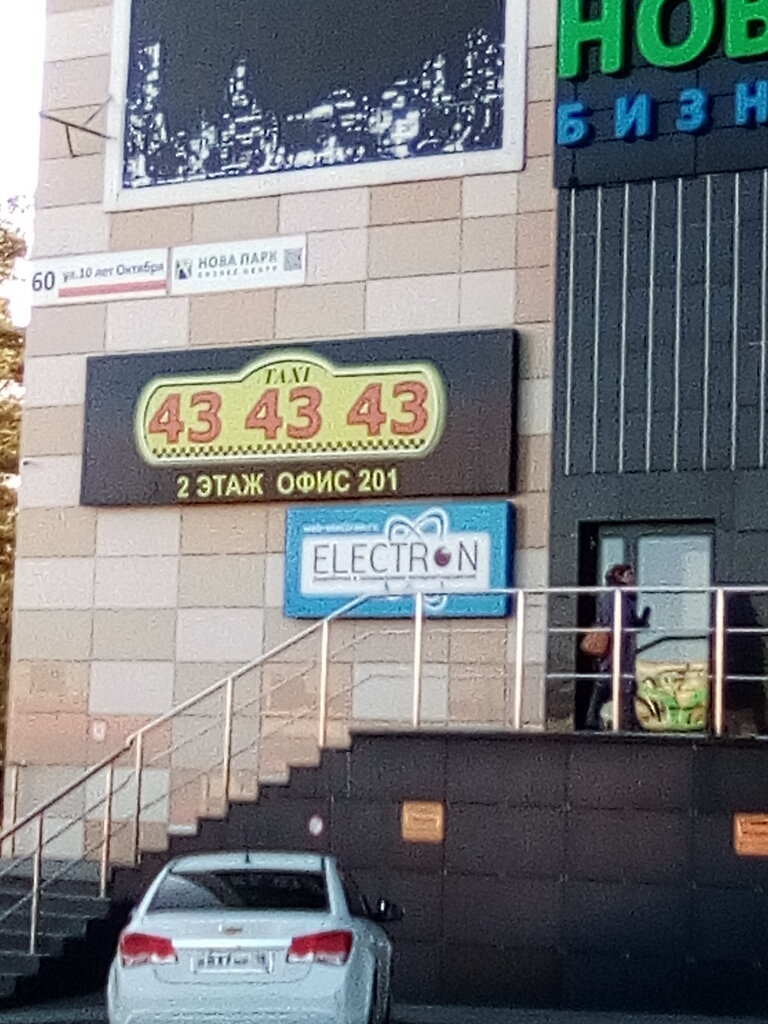 НОВ
БИЗН
60 ул.10 лет Октября
НОВА ПАРК
БИЗНЕС ЦЕНТР
TAXI
43 43 43
2 ЭТАЖ ОФИС 201
ELECTRON